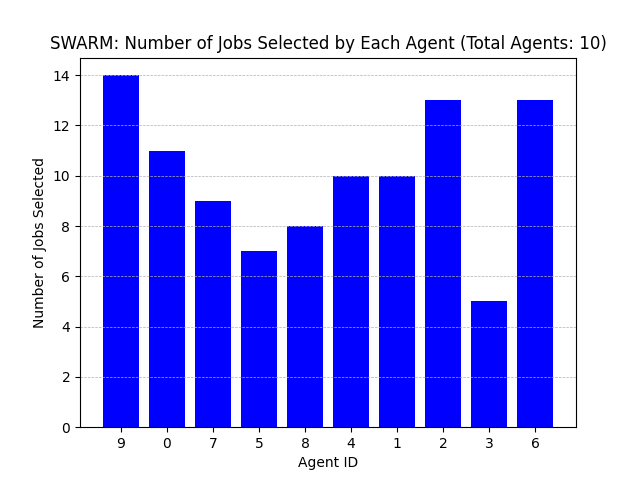 SWARM: Number of Jobs Selected by Each Agent (Total Agents: 10)
14
12
10
8
6
4
2
0
Number of Jobs Selected
9 0 7 5 8 4 1 2 3 6
Agent ID